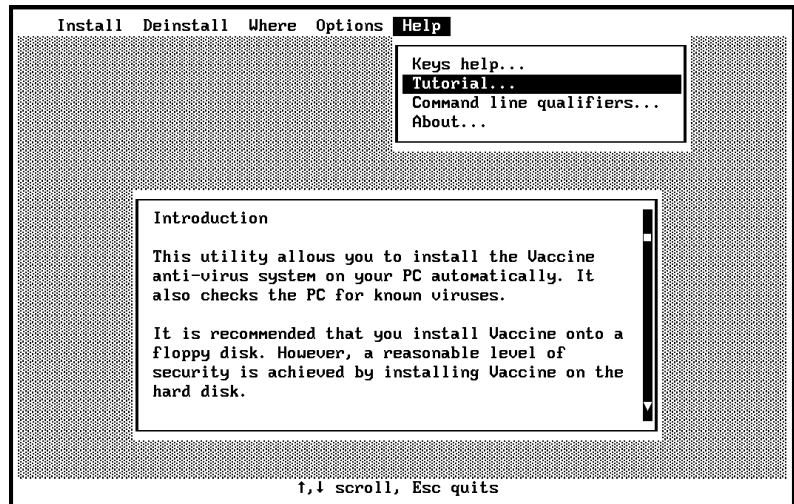 Install Deinstall Where Options Help
Keys help...
Tutorial...
Command line qualifiers...
About...
Introduction
This utility allows you to install the Vaccine
anti-virus system on your PC automatically. It
also checks the PC for known viruses.
It is recommended that you install Vaccine onto a
floppy disk. However, a reasonable level of
security is achieved by installing Vaccine on the
hard disk.
↑,↓ scroll, Esc quits